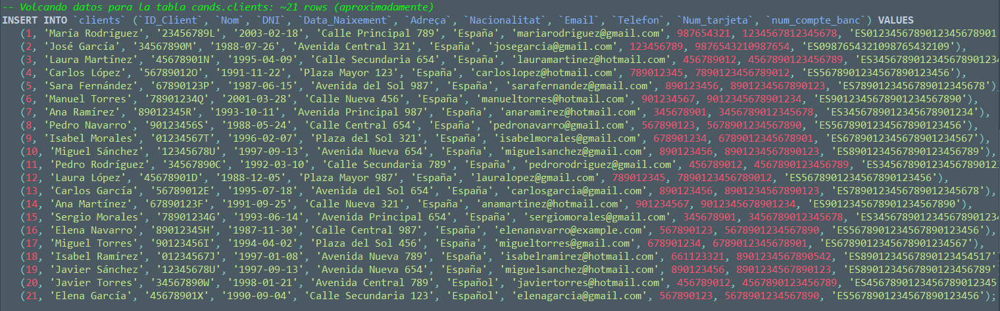 -- Volcando datos para la tabla cands.clients: ~21 rows (aproximadamente)
INSERT INTO `clients` (`ID_Client`, `Nom`, `DNI`, `Data_Naixement`, `Adreça`, `Nacionalitat`, `Email`, `Telefon`, `Num_tarjeta`, `num_compte_banc`) VALUES
(1, 'María Rodríguez', '23456789L', '2003-02-18', 'Calle Principal 789', 'España', 'mariarodriguez@gmail.com', 987654321, 1234567812345678, 'ES0123456789012345678901
(2, 'José García', '34567890M', '1988-07-26', 'Avenida Central 321', 'España', 'josegarcia@gmail.com', 123456789, 9876543210987654, 'ES0987654321098765432109'),
(3, 'Laura Martínez', '45678901N', '1995-04-09', 'Calle Secundaria 654', 'España', 'lauramartinez@hotmail.com', 456789012, 4567890123456789, 'ES3456789012345678901234
(4, 'Carlos López', '56789012O', '1991-11-22', 'Plaza Mayor 123', 'España', 'carloslopez@hotmail.com', 789012345, 7890123456789012, 'ES5678901234567890123456'),
(5, 'Sara Fernández', '67890123P', '1987-06-15', 'Avenida del Sol 987', 'España', 'sarafernandez@gmail.com', 890123456, 8901234567890123, 'ES7890123456789012345678')
(6, 'Manuel Torres', '78901234Q', '2001-03-28', 'Calle Nueva 456', 'España', 'manueltorres@hotmail.com', 901234567, 9012345678901234, 'ES9012345678901234567890'),
(7, 'Ana Ramírez', '89012345R', '1993-10-11', 'Avenida Principal 987', 'España', 'anaramirez@hotmail.com', 345678901, 3456789012345678, 'ES3456789012345678901234'),
(8, 'Pedro Navarro', '90123456S', '1988-05-24', 'Calle Central 654', 'España', 'pedronavarro@gmail.com', 567890123, 5678901234567890, 'ES5678901234567890123456'),
(9, 'Isabel Morales', '01234567T', '1996-02-07', 'Plaza del Sol 321', 'España', 'isabelmorales@gmail.com', 678901234, 6789012345678901, 'ES6789012345678901234567'),
(10, 'Miguel Sánchez', '12345678U', '1997-09-13', 'Avenida Nueva 654', 'España', 'miguelsanchez@gmail.com', 890123456, 8901234567890123, 'ES8901234567890123456789'),
(11, 'Pedro Rodríguez', '34567890C', '1992-03-10', 'Calle Secundaria 789', 'España', 'pedrorodriguez@gmail.com', 456789012, 4567890123456789, 'ES345678901234567890123
(12, 'Laura López', '45678901D', '1988-12-05', 'Plaza Mayor 987', 'España', 'lauralopez@gmail.com', 789012345, 7890123456789012, 'ES5678901234567890123456'),
(13, 'Carlos García', '56789012E', '1995-07-18', 'Avenida del Sol 654', 'España', 'carlosgarcia@gmail.com', 890123456, 8901234567890123, 'ES7890123456789012345678'),
(14, 'Ana Martínez', '67890123F', '1991-09-25', 'Calle Nueva 321', 'España', 'anamartinez@hotmail.com', 901234567, 9012345678901234, 'ES9012345678901234567890'),
(15, 'Sergio Morales', '78901234G', '1993-06-14', 'Avenida Principal 654', 'España', 'sergiomorales@gmail.com', 345678901, 3456789012345678, 'ES3456789012345678901234
(16, 'Elena Navarro', '89012345H', '1987-11-30', 'Calle Central 987', 'España', 'elenanavarro@example.com', 567890123, 5678901234567890, 'ES5678901234567890123456'),
(17, 'Miguel Torres', '90123456I', '1994-04-02', 'Plaza del Sol 456', 'España', 'migueltorres@gmail.com', 678901234, 6789012345678901, 'ES6789012345678901234567'),
(18, 'Isabel Ramírez', '01234567J', '1997-01-08', 'Avenida Nueva 789', 'España', 'isabelramirez@hotmail.com', 661123321, 8901234567890542, 'ES8901234567890123454517'
(19, 'Javier Sánchez', '12345678U', '1997-09-13', 'Avenida Nueva 654', 'España', 'miguelsanchez@hotmail.com', 890123456, 8901234567890123, 'ES8901234567890123456789'
(20, 'Javier Torres', '34567890W', '1998-01-21', 'Avenida Central 789', 'Español', 'javiertorres@hotmail.com', 456789012, 4567890123456789, 'ES4567890123456789012345
(21, 'Elena García', '45678901X', '1990-09-04', 'Calle Secundaria 123', 'Español', 'elenagarcia@gmail.com', 567890123, 5678901234567890, 'ES5678901234567890123456');